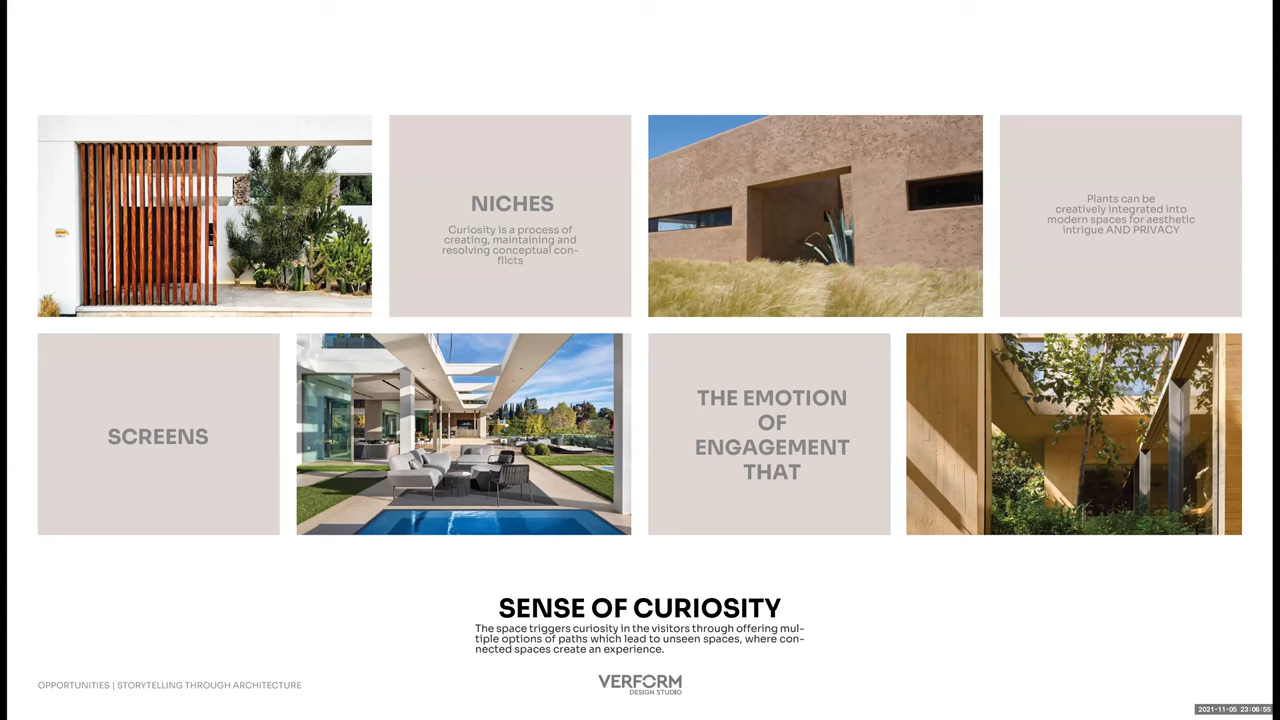 NICHES
Curiosity is a process of
creating, maintaining and
resolving conceptual con-
flicts
Plants can be
creatively integrated into
modern spaces for aesthetic
intrigue AND PRIVACY
SCREENS
THE EMOTION
OF
ENGAGEMENT
THAT
SENSE OF CURIOSITY
The space triggers curiosity in the visitors through offering mul-
tiple options of paths which lead to unseen spaces, where con-
nected spaces create an experience.
OPPORTUNITIES | STORYTELLING THROUGH ARCHITECTURE
VERFORM
DESIGN STUDIO
2021-11-05 23:06:55